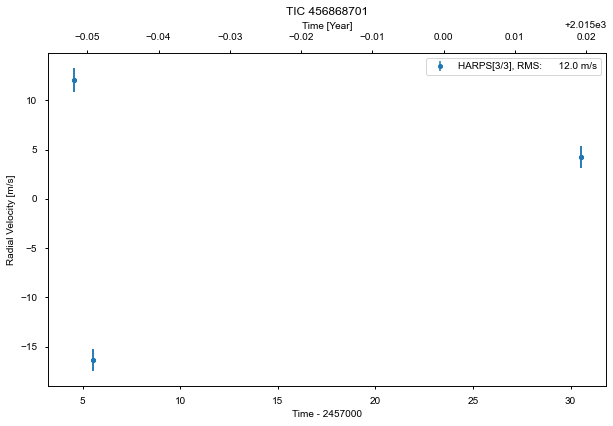 TIC 456868701
Time [Year]
+2.015e3
−0.05 −0.04 −0.03 −0.02 −0.01 0.00 0.01 0.02
HARPS[3/3], RMS: 12.0 m/s
Radial Velocity [m/s]
10
5
0
−5
−10
−15
5 10 15 20 25 30
Time - 2457000